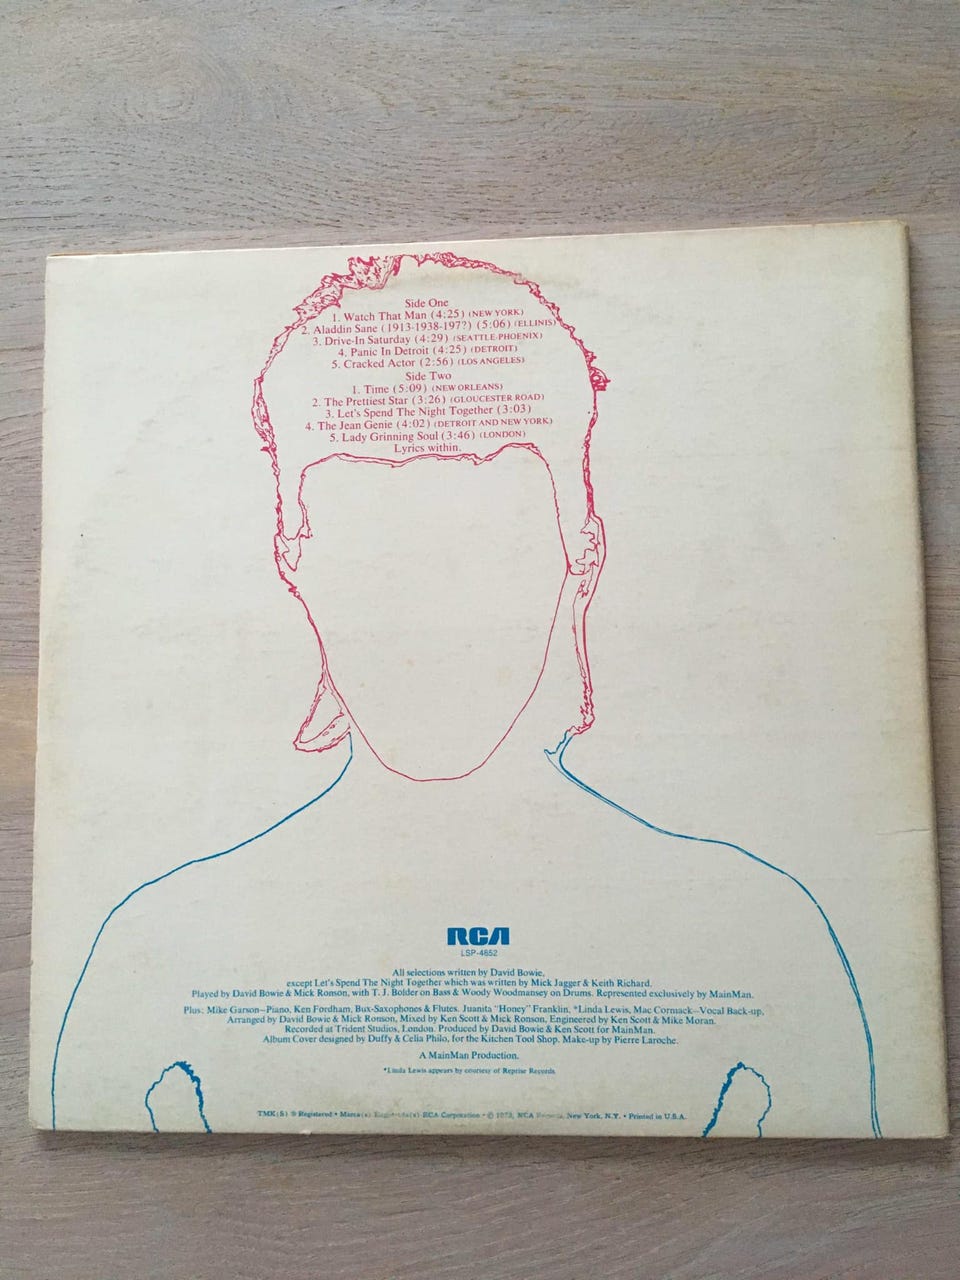 Side One
1. Watch That Man (4:25) (NEW YORK)
2. Aladdin Sane (1913-1938-197?) (5:06) (ELLINIS)
3. Drive-In Saturday (4:29) (SEATTLE-PHOENIX)
4. Panic In Detroit (4:25) (DETROIT)
5. Cracked Actor (2:56) (LOS ANGELES)
Side Two
1. Time (5:09) (NEW ORLEANS)
2. The Prettiest Star (3:26) (GLOUCESTER ROAD)
3. Let's Spend The Night Together (3:03)
4. The Jean Genie (4:02) (DETROIT AND NEW YORK)
5. Lady Grinning Soul (3:46) (LONDON)
Lyrics within.
RCA
LSP-4852
All selections written by David Bowie,
except Let's Spend The Night Together which was written by Mick Jagger & Keith Richard.
Played by David Bowie & Mick Ronson, with T. J. Bolder on Bass & Woody Woodmansey on Drums. Represented exclusively by MainMan.
Plus: Mike Garson—Piano, Ken Fordham, Bux-Saxophones & Flutes. Juanita "Honey" Franklin, *Linda Lewis, Mac Cormack—Vocal Back-up,
Arranged by David Bowie & Mick Ronson, Mixed by Ken Scott & Mick Ronson, Engineered by Ken Scott & Mike Moran.
Recorded at Trident Studios, London. Produced by David Bowie & Ken Scott for MainMan.
Album Cover designed by Duffy & Celia Philo, for the Kitchen Tool Shop. Make-up by Pierre Laroche.
A MainMan Production.
*Linda Lewis appears by courtesy of Reprise Records
TMK(S) ® Registered • Marca(s) RCA Corporation • © 1973, RCA Records, New York, N.Y. • Printed in U.S.A.